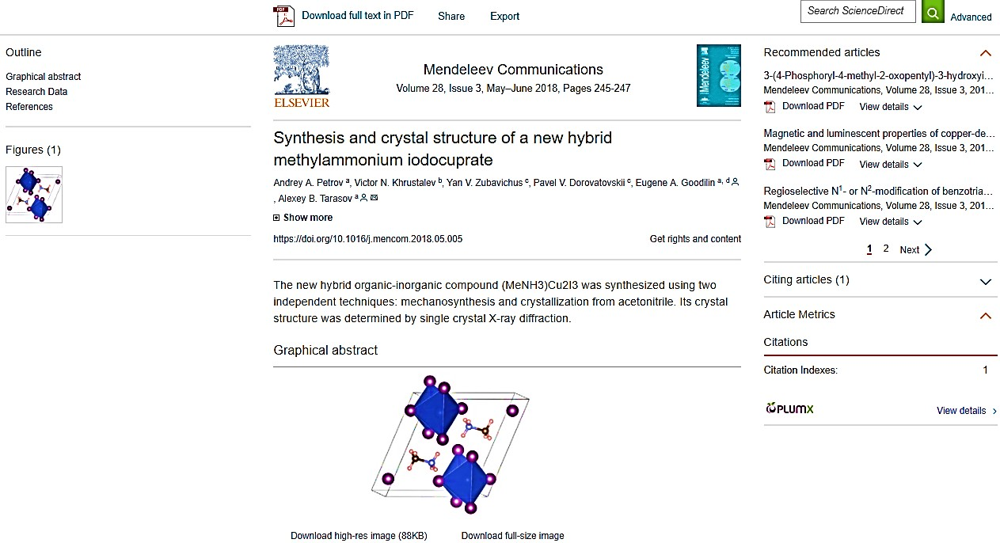 PDF
Download full text in PDF
Share
Export
Search ScienceDirect
Advanced
Outline
Graphical abstract
Research Data
References
Figures (1)
ELSEVIER
Mendeleev Communications
Volume 28, Issue 3, May–June 2018, Pages 245-247
Mendeleev
Synthesis and crystal structure of a new hybrid
methylammonium iodocuprate
Andrey A. Petrov a, Victor N. Khrustalev b, Yan V. Zubavichus c, Pavel V. Dorovatovskii c, Eugene A. Goodilin a, d
, Alexey B. Tarasov a
Show more
https://doi.org/10.1016/j.mencom.2018.05.005
Get rights and content
The new hybrid organic-inorganic compound (MeNH3)Cu2I3 was synthesized using two
independent techniques: mechanosynthesis and crystallization from acetonitrile. Its crystal
structure was determined by single crystal X-ray diffraction.
Graphical abstract
Download high-res image (88KB)
Download full-size image
Recommended articles
3-(4-Phosphoryl-4-methyl-2-oxopentyl)-3-hydroxyi...
Mendeleev Communications, Volume 28, Issue 3, 201...
Download PDF
View details
Magnetic and luminescent properties of copper-de...
Mendeleev Communications, Volume 28, Issue 3, 201...
Download PDF
View details
Regioselective N1- or N2-modification of benzotria...
Mendeleev Communications, Volume 28, Issue 3, 201...
Download PDF
View details
1 2 Next
Citing articles (1)
Article Metrics
Citations
Citation Indexes: 1
PLUMX
View details